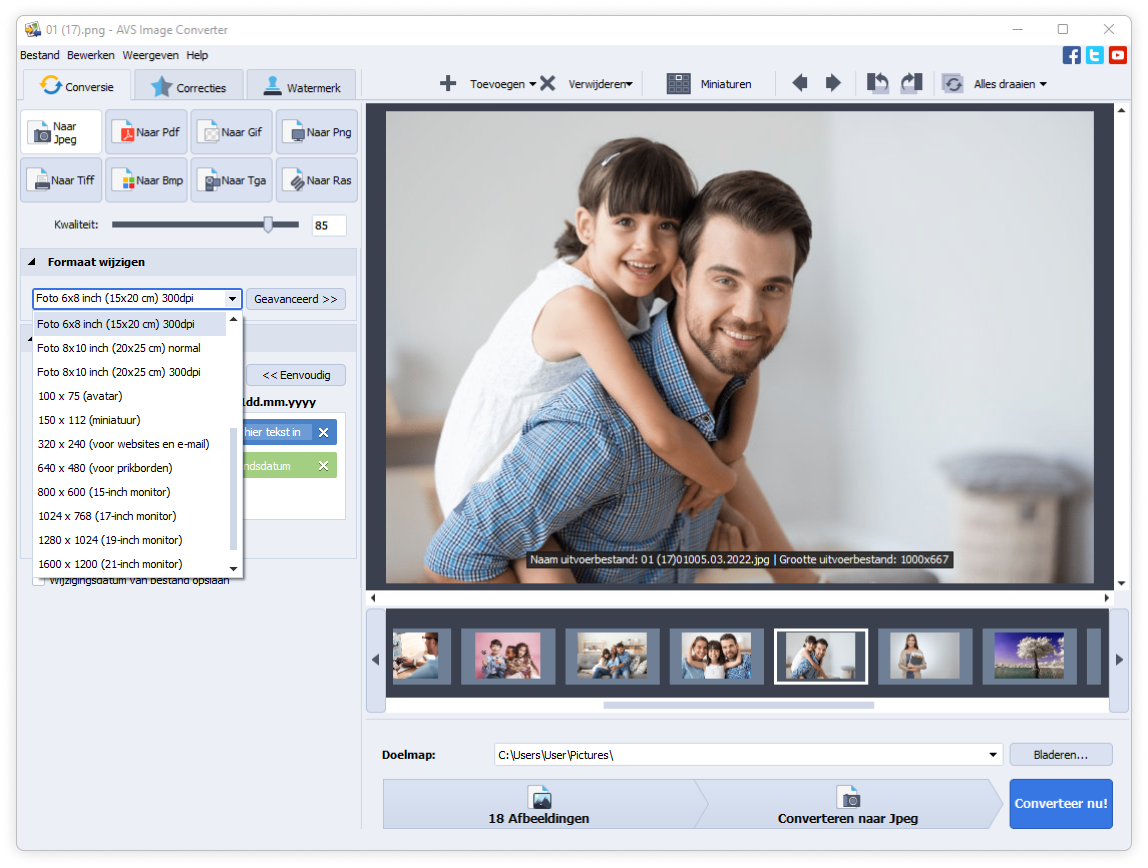 01 (17).png - AVS Image Converter
Bestand Bewerken Weergeven Help
Conversie Correcties Watermerk
Toevoegen Verwijderen Miniaturen Alles draaien
Naar Jpeg Naar Pdf Naar Gif Naar Png
Naar Tiff Naar Bmp Naar Tga Naar Ras
Kwaliteit: 85
Formaat wijzigen
Foto 6x8 inch (15x20 cm) 300dpi Geavanceerd >>
Foto 6x8 inch (15x20 cm) 300dpi
Foto 8x10 inch (20x25 cm) normal
Foto 8x10 inch (20x25 cm) 300dpi
<< Eenvoudig
100 x 75 (avatar)
dd.mm.yyyy
150 x 112 (miniatuur)
hier tekst in
320 x 240 (voor websites en e-mail)
640 x 480 (voor prikborden)
ndsdatum
800 x 600 (15-inch monitor)
1024 x 768 (17-inch monitor)
1280 x 1024 (19-inch monitor)
1600 x 1200 (21-inch monitor)
Wijzigingsdatum van bestand opslaan
Naam uitvoerbestand: 01 (17)01005.03.2022.jpg | Grootte uitvoerbestand: 1000x667
Doelmap: C:\Users\User\Pictures\ Bladeren...
18 Afbeeldingen Converteren naar Jpeg Converteer nu!